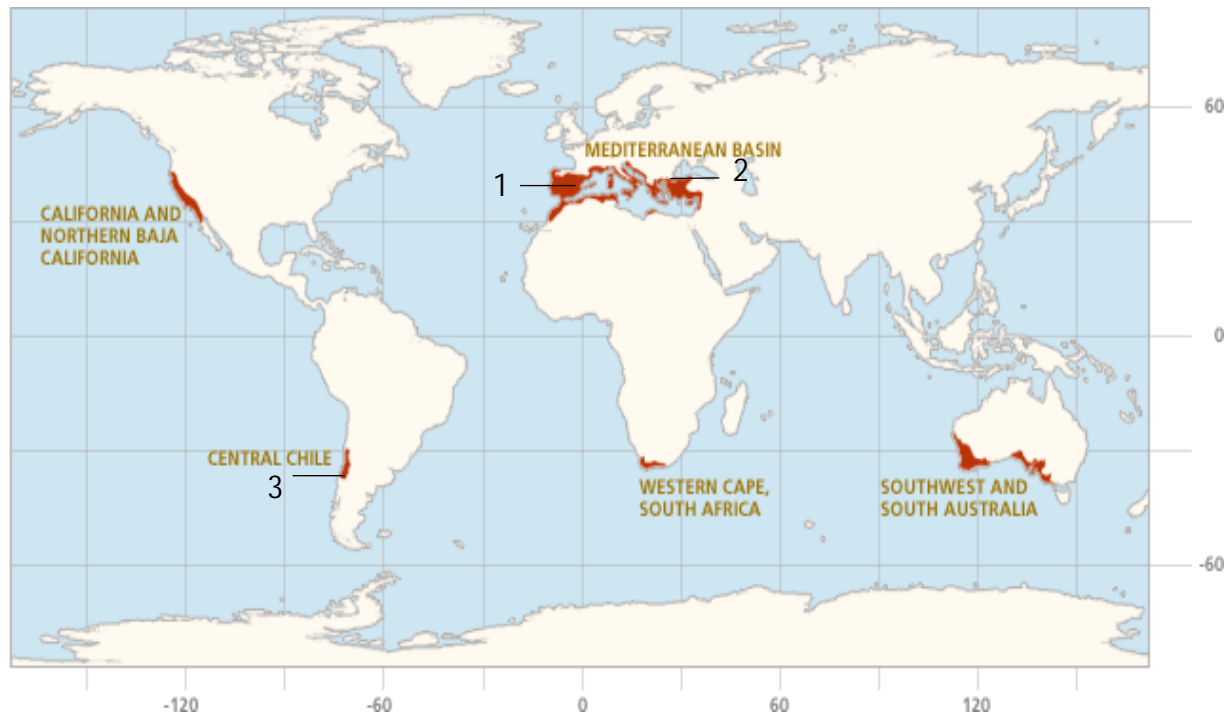 60
MEDITERRANEAN BASIN
1
2
CALIFORNIA AND
NORTHERN BAJA
CALIFORNIA
0
CENTRAL CHILE
3
WESTERN CAPE,
SOUTH AFRICA
SOUTHWEST AND
SOUTH AUSTRALIA
-60
-120
-60
0
60
120